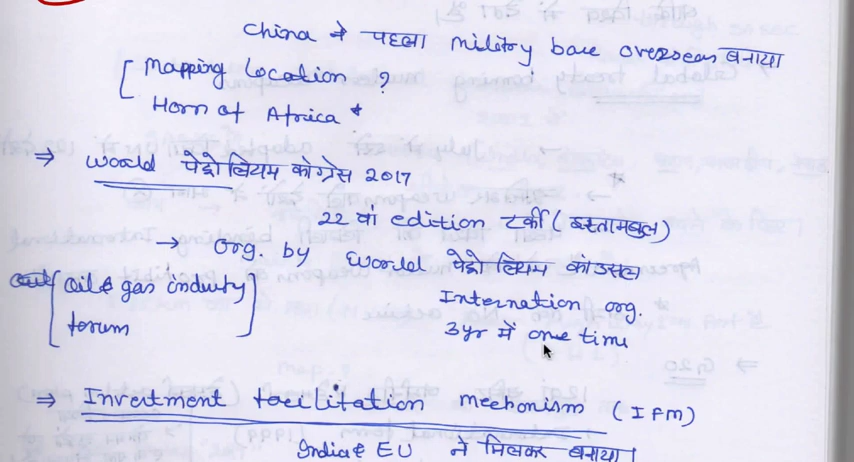 China ने पहला military base overseas बनाया
Mapping Location ?
Horn of Africa *
⇒ World पेट्रोलियम कांग्रेस 2017
22 वां edition टर्की (इस्तामबुल)
→ Org. by World पेट्रोलियम काउंसल
Oil & gas industry
forum
Internation org.
3yr में one time
⇒ Investment facilitation mechonism (IFM)
India & EU ने मिलकर बनाया।